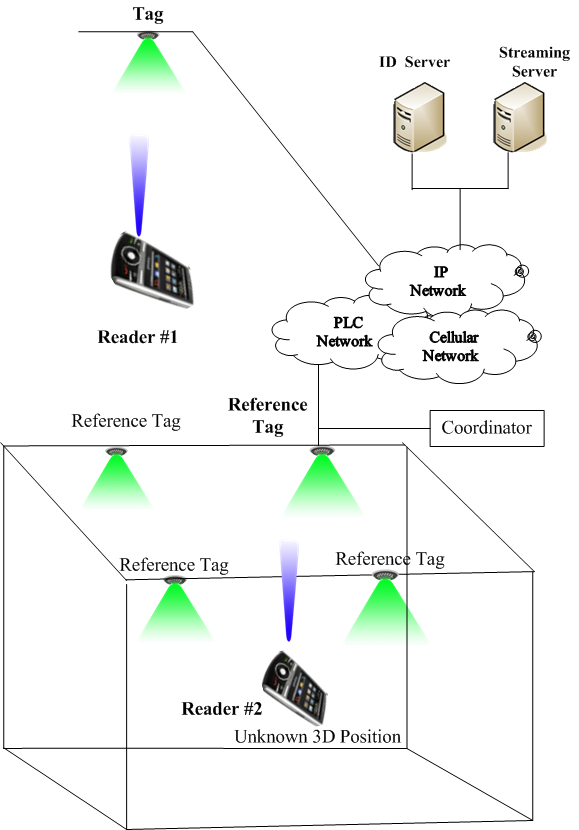 Tag
ID Server
Streaming
Server
IP
Network
PLC
Network
Cellular
Network
Reader #1
Reference
Tag
Reference Tag
Coordinator
Reference Tag
Reference Tag
Reader #2
Unknown 3D Position